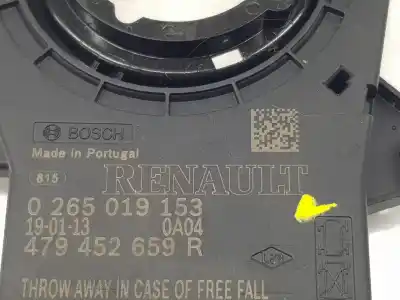 BOSCH
Made in Portugal
815
RENAULT
0 265 019 153
19-01-13 0A04
479 452 659 R
THROW AWAY IN CASE OF FREE FALL